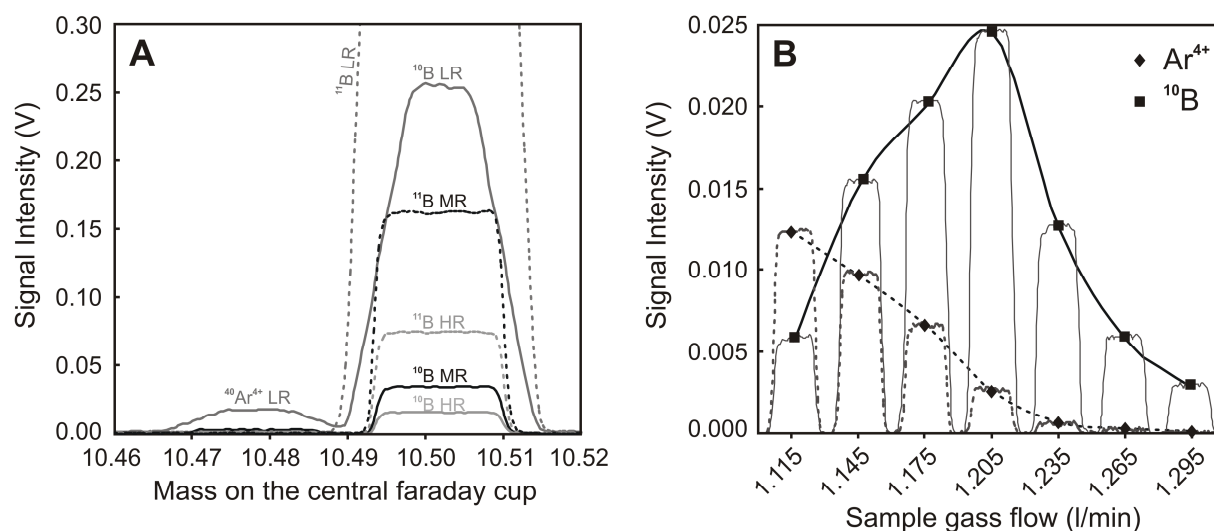 A
0.30
0.25
0.20
0.15
0.10
0.05
0.00
Signal Intensity (V)
10.46 10.47 10.48 10.49 10.50 10.51 10.52
Mass on the central faraday cup
¹¹B LR
¹⁰B LR
¹¹B MR
¹¹B HR
¹⁰B MR
¹⁰B HR
⁴⁰Ar⁴⁺ LR
B
Ar⁴⁺
¹⁰B
0.025
0.020
0.015
0.010
0.005
0.000
Signal Intensity (V)
1.115 1.145 1.175 1.205 1.235 1.265 1.295
Sample gass flow (l/min)